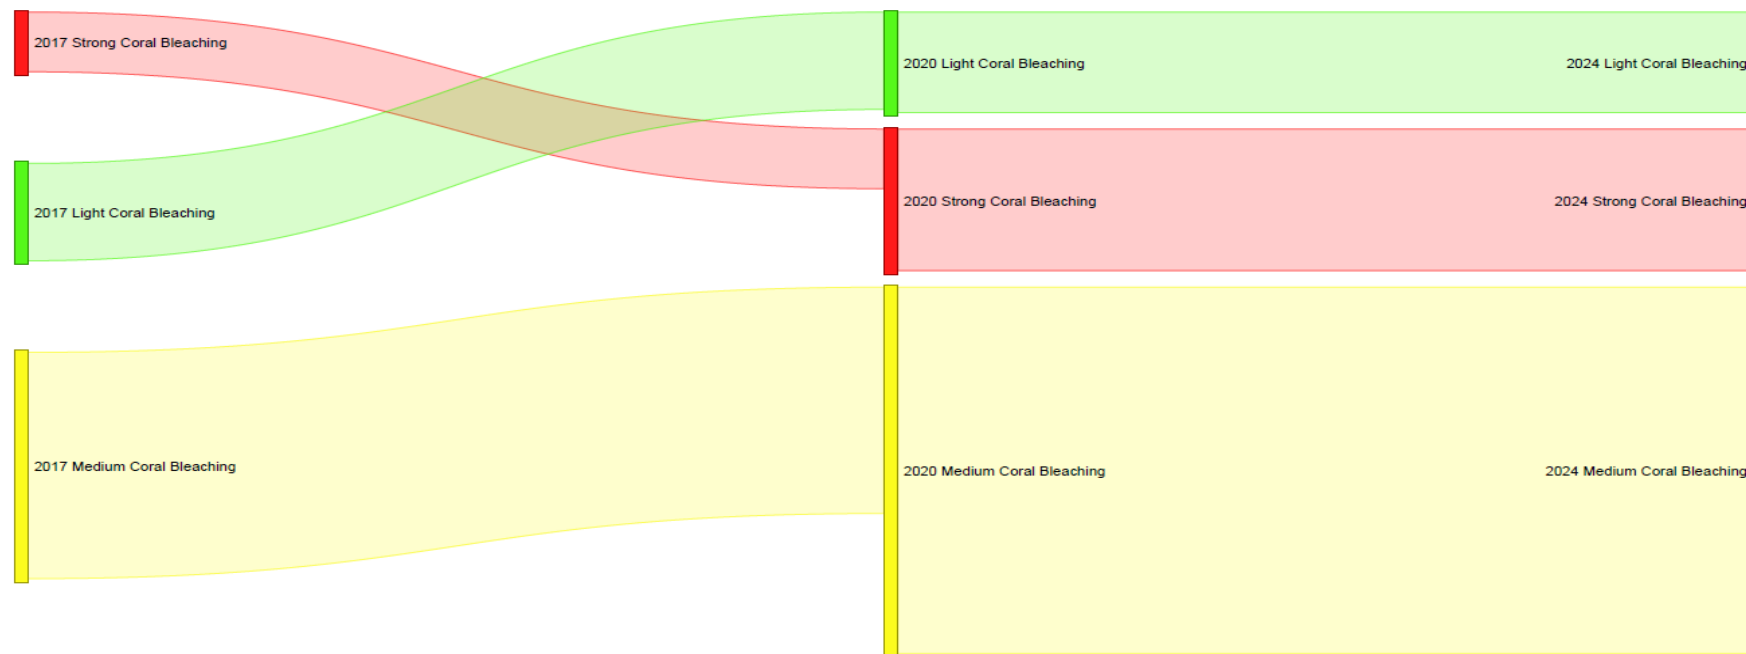 2017 Strong Coral Bleaching
2017 Light Coral Bleaching
2017 Medium Coral Bleaching
2020 Light Coral Bleaching
2020 Strong Coral Bleaching
2020 Medium Coral Bleaching
2024 Light Coral Bleaching
2024 Strong Coral Bleaching
2024 Medium Coral Bleaching